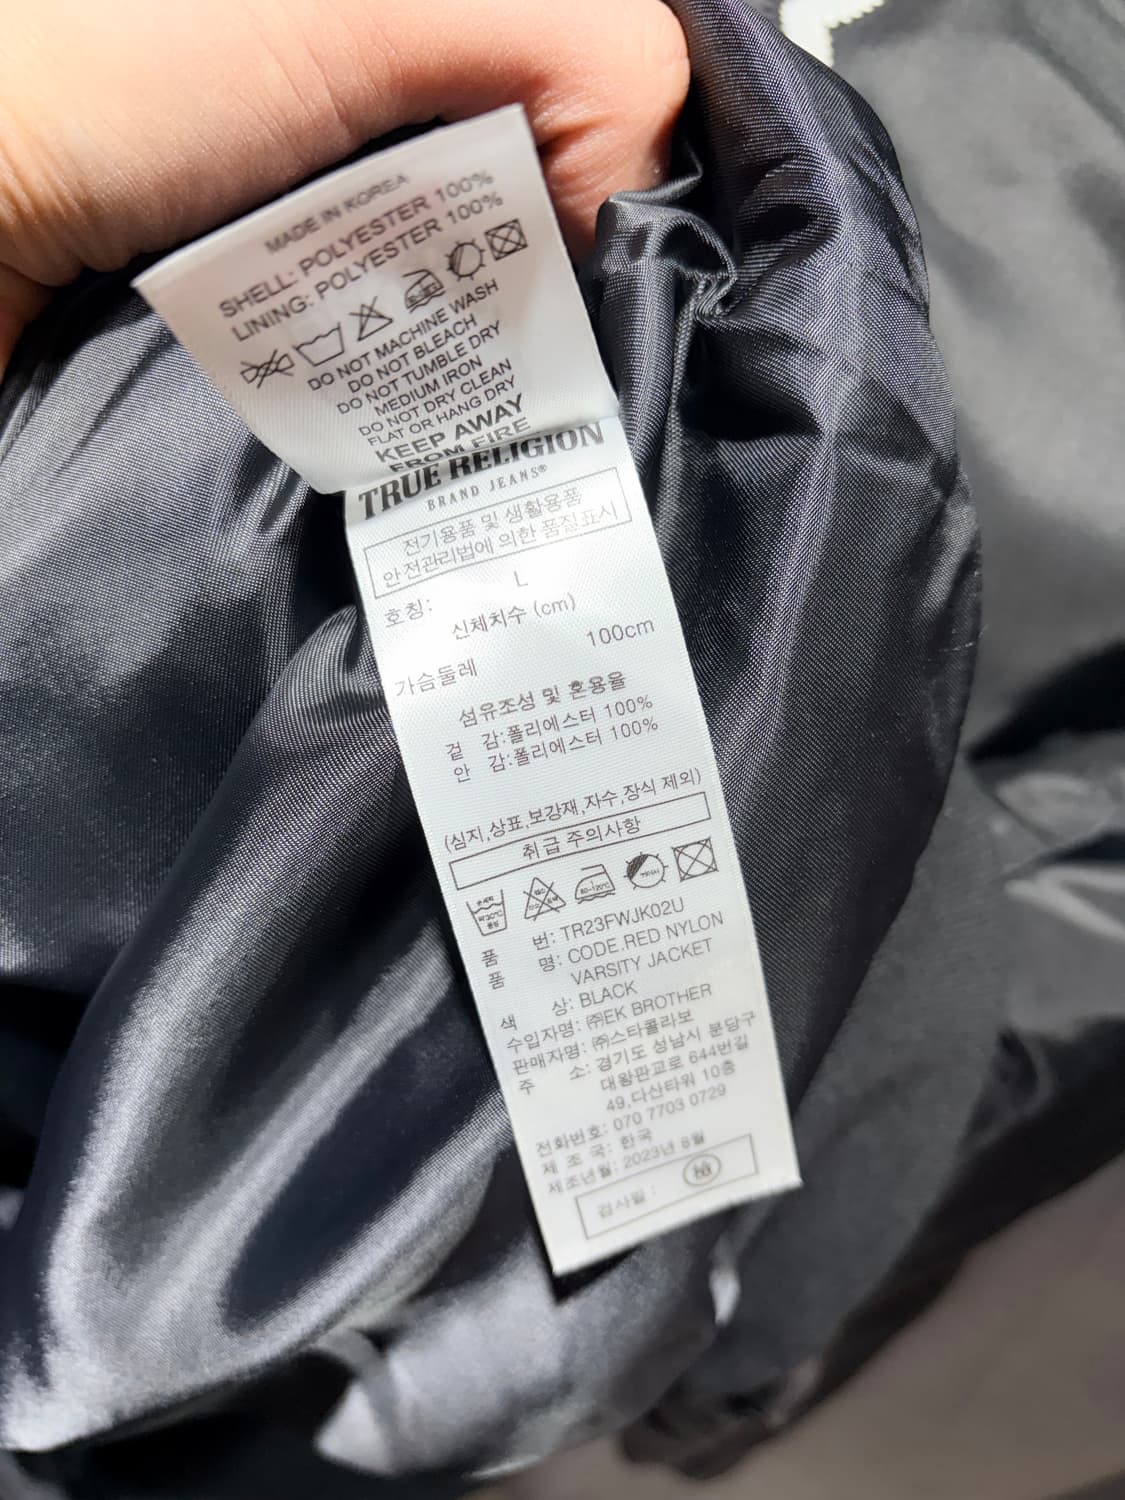 MADE IN KOREA
SHELL: POLYESTER 100%
LINING: POLYESTER 100%
DO NOT MACHINE WASH
DO NOT BLEACH
DO NOT TUMBLE DRY
MEDIUM IRON
DO NOT DRY CLEAN
FLAT OR HANG DRY
KEEP AWAY
FROM FIRE
TRUE RELIGION
BRAND JEANS®
전기용품 및 생활용품
안전관리법에 의한 품질표시
호칭: L
신체치수 (cm)
가슴둘레 100cm
섬유조성 및 혼용율
겉 감:폴리에스터 100%
안 감:폴리에스터 100%
(심지,상표,보강재,자수,장식 제외)
취급 주의사항
품 번: TR23FWJK02U
품 명: CODE.RED NYLON
VARSITY JACKET
색 상: BLACK
수입자명: ㈜EK BROTHER
판매자명: ㈜스타콜라보
주 소: 경기도 성남시 분당구
대왕판교로 644번길
49,다산타워 10층
전화번호: 070 7703 0729
제 조 국: 한국
제조년월: 2023년 8월
검사필 :